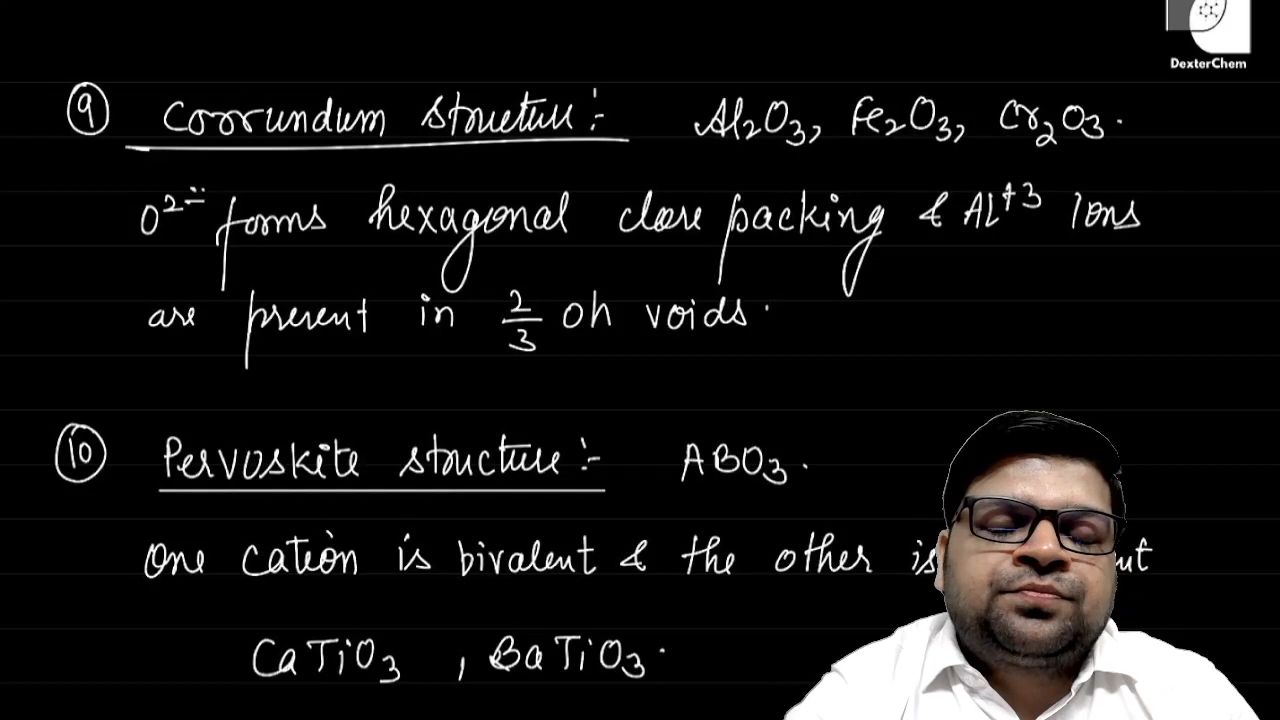 DexterChem
9 Corrundum structure:- Al₂O₃, Fe₂O₃, Cr₂O₃.
O²⁻ forms hexagonal close packing & Al⁺³ ions
are present in 2/3 Oh voids.
10 Pervoskite structure:- ABO₃.
One cation is bivalent & the other is
CaTiO₃, BaTiO₃.